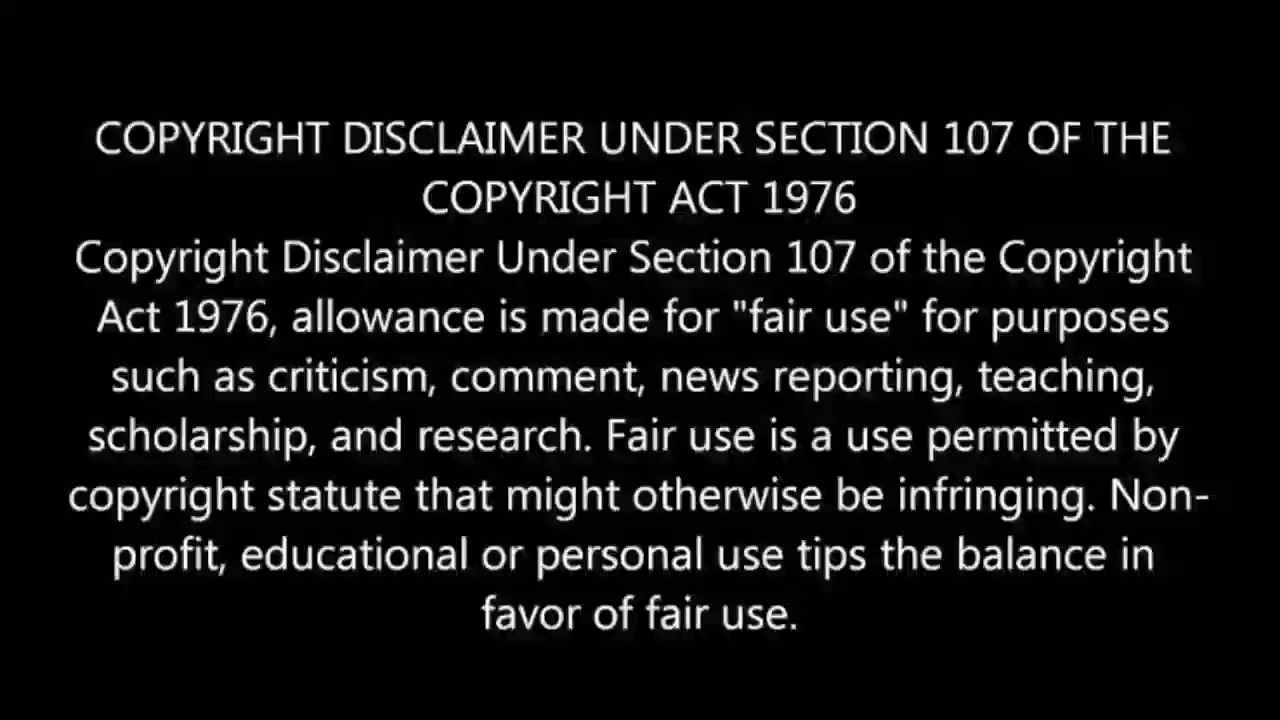 COPYRIGHT DISCLAIMER UNDER SECTION 107 OF THE
COPYRIGHT ACT 1976
Copyright Disclaimer Under Section 107 of the Copyright
Act 1976, allowance is made for "fair use" for purposes
such as criticism, comment, news reporting, teaching,
scholarship, and research. Fair use is a use permitted by
copyright statute that might otherwise be infringing. Non-
profit, educational or personal use tips the balance in
favor of fair use.